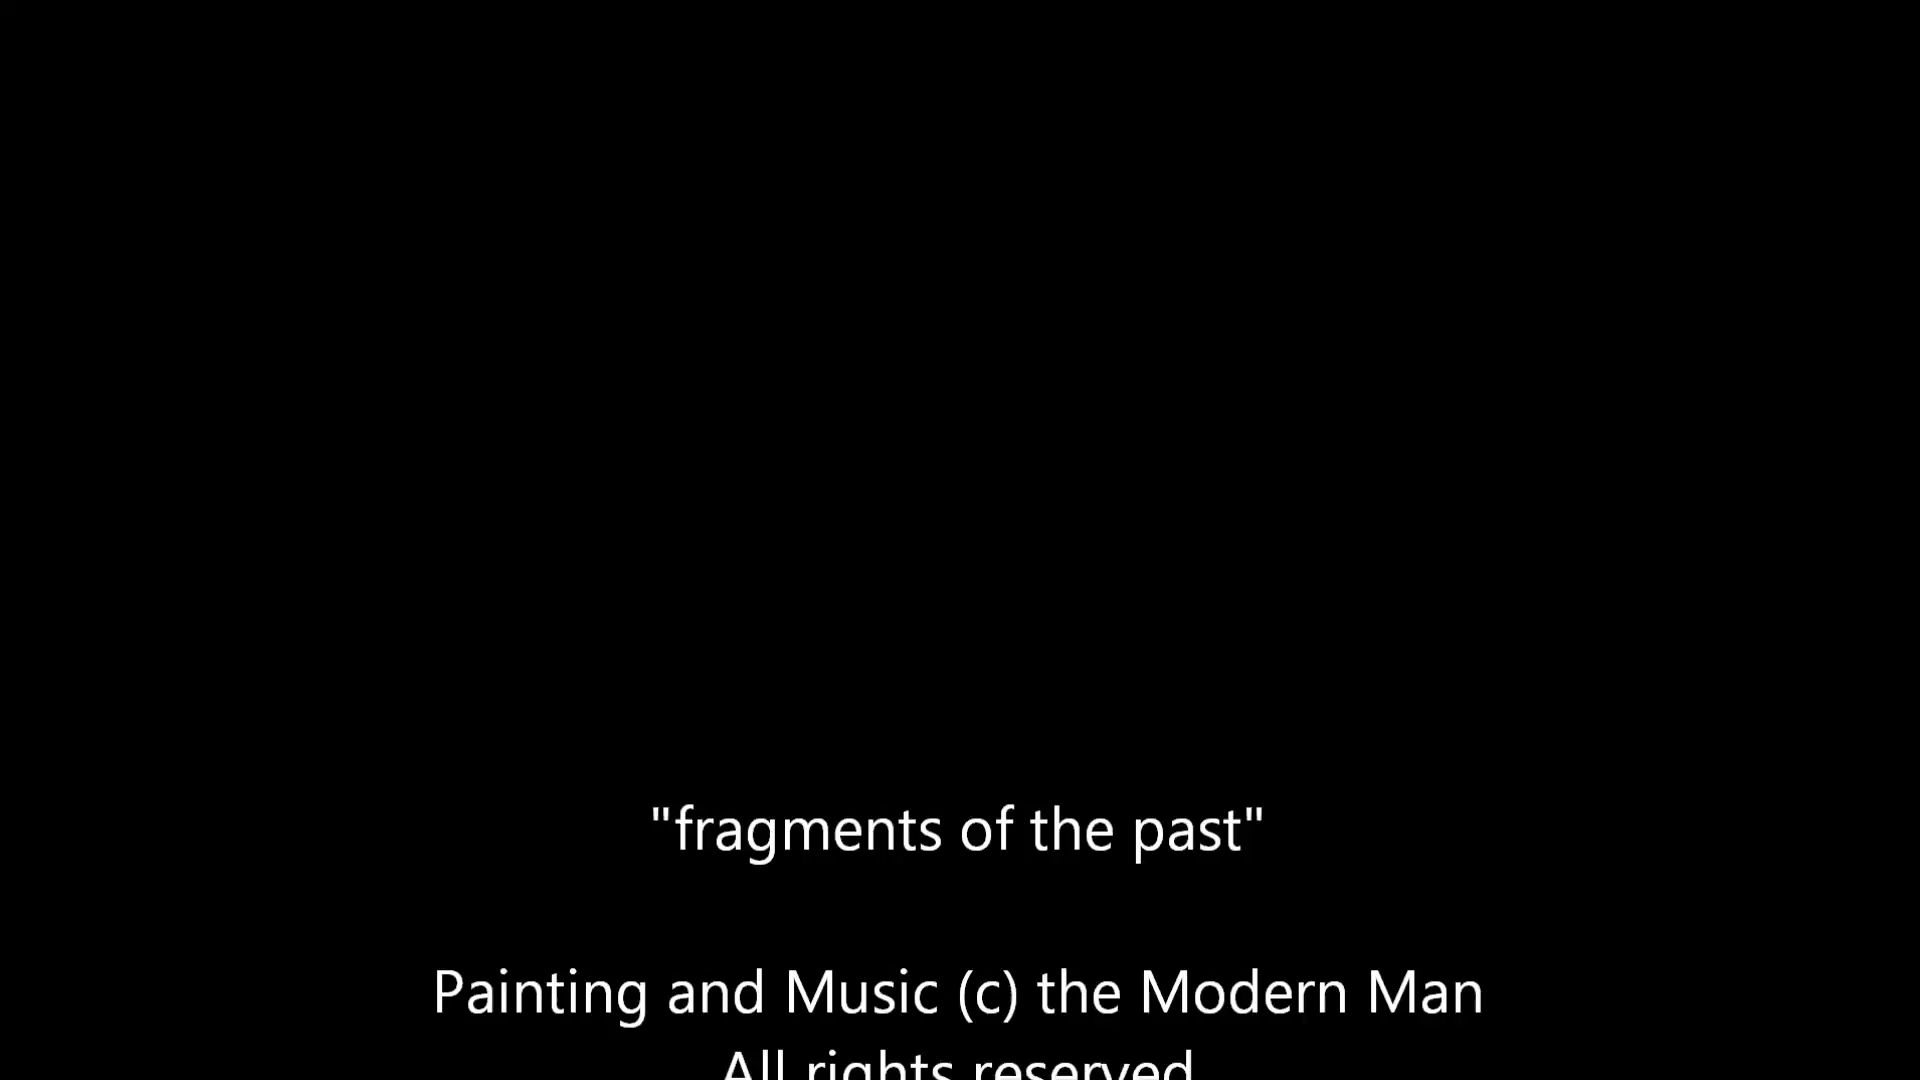 "fragments of the past"
Painting and Music (c) the Modern Man
All rights reserved